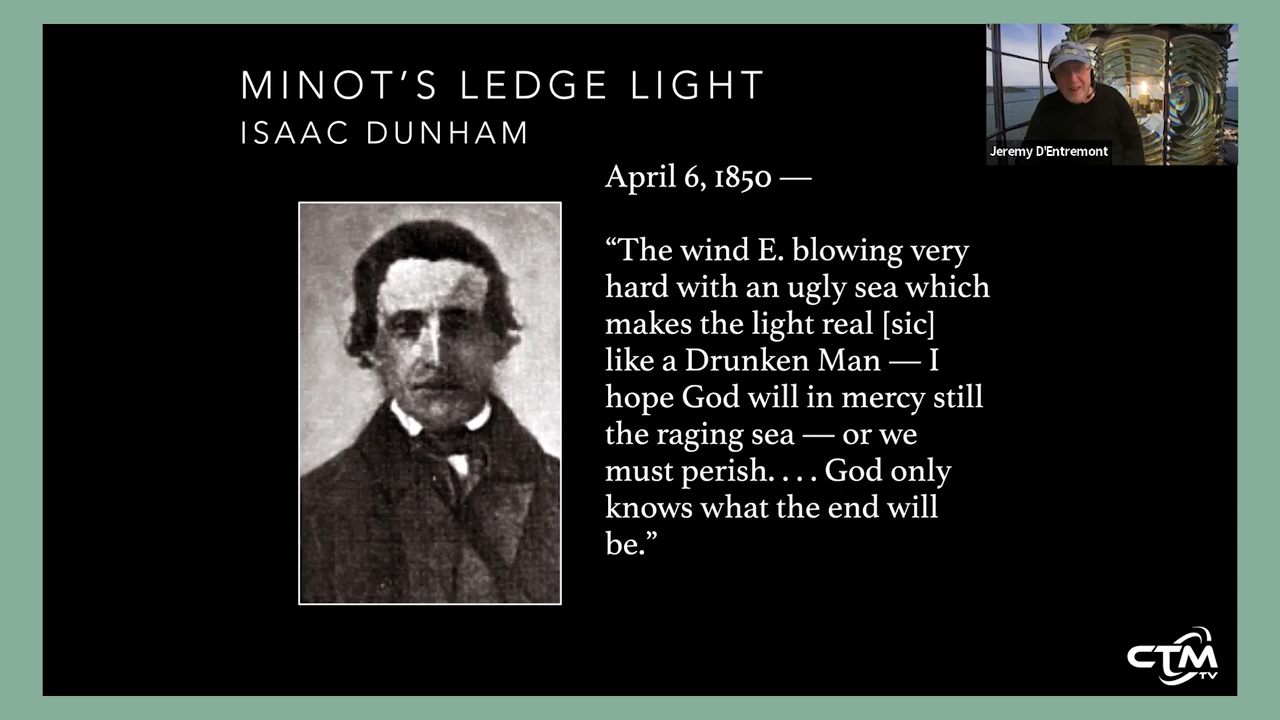 MINOT’S LEDGE LIGHT
ISAAC DUNHAM
Jeremy D'Entremont
April 6, 1850 —
“The wind E. blowing very
hard with an ugly sea which
makes the light real [sic]
like a Drunken Man — I
hope God will in mercy still
the raging sea — or we
must perish. . . . God only
knows what the end will
be.”
CTM
TV